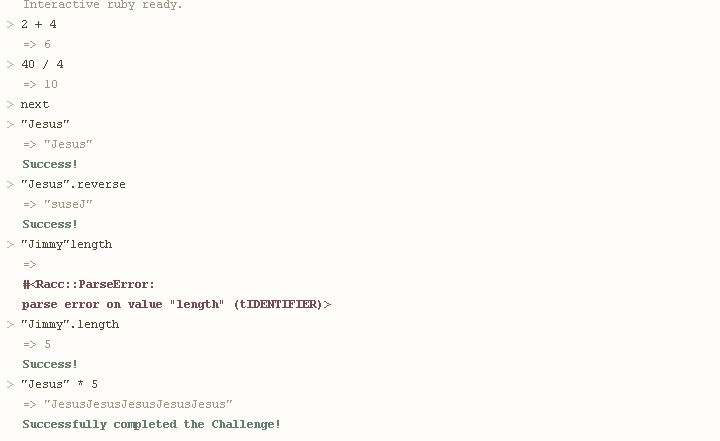 Interactive ruby ready.
> 2 + 4
=> 6
> 40 / 4
=> 10
> next
> "Jesus"
=> "Jesus"
Success!
> "Jesus".reverse
=> "suseJ"
Success!
> "Jimmy"length
=>
#<Racc::ParseError:
parse error on value "length" (tIDENTIFIER)>
> "Jimmy".length
=> 5
Success!
> "Jesus" * 5
=> "JesusJesusJesusJesusJesus"
Successfully completed the Challenge!